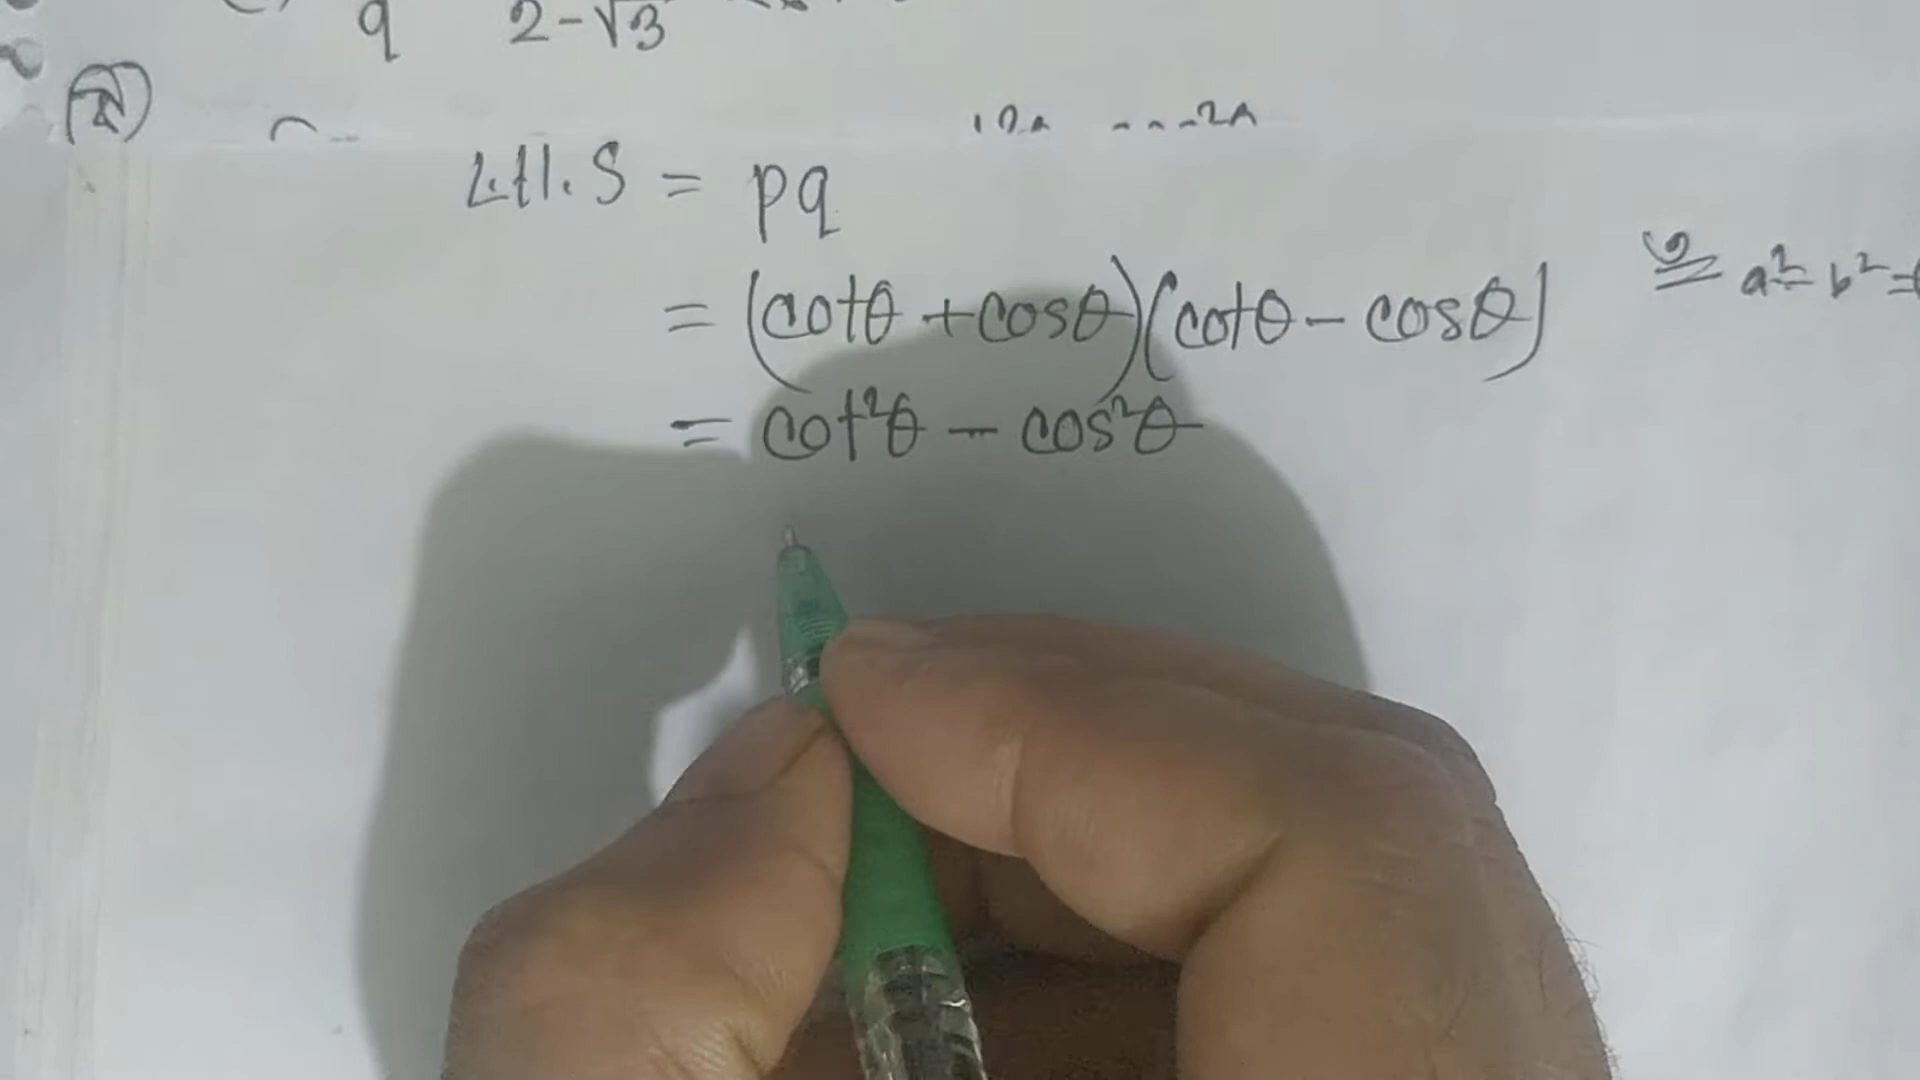 q 2-√3
L.H.S = pq
= (cotθ + cosθ)(cotθ - cosθ)
a² - b² =
= cot²θ - cos²θ